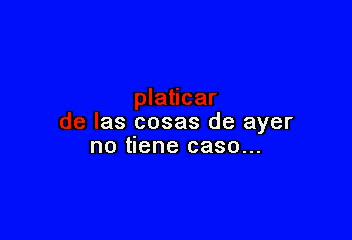 platicar
de las cosas de ayer
no tiene caso...